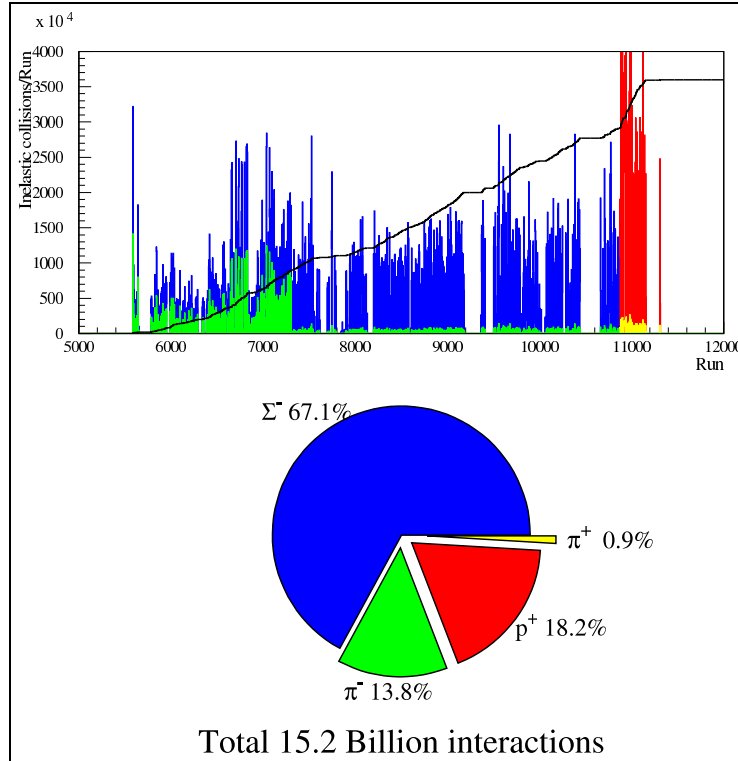 x 10^4
Inelastic collisions/Run
4000
3500
3000
2500
2000
1500
1000
500
0
5000 6000 7000 8000 9000 10000 11000 12000
Run
Σ⁻ 67.1%
π⁺ 0.9%
p⁺ 18.2%
π⁻ 13.8%
Total 15.2 Billion interactions